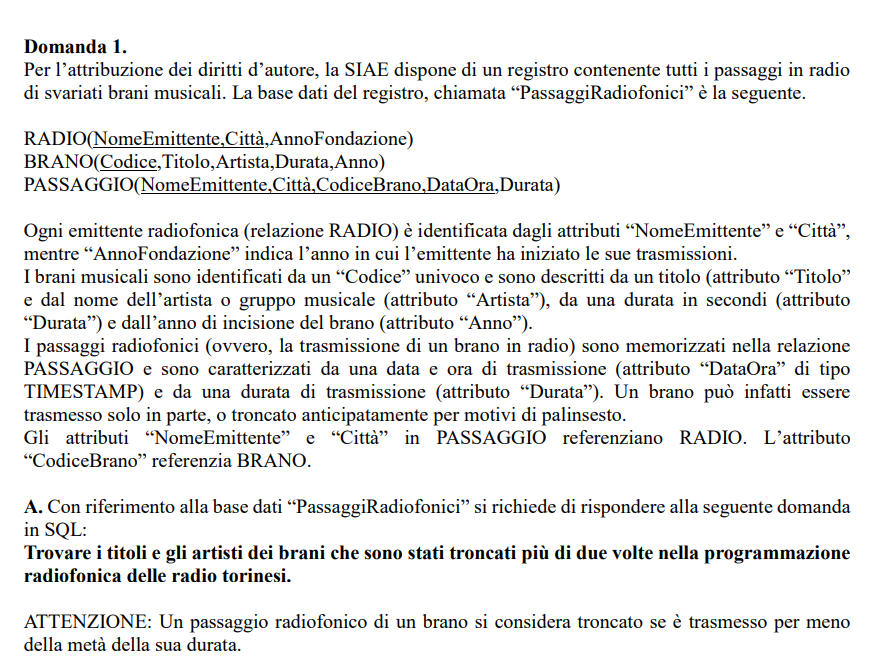 Domanda 1.
Per l’attribuzione dei diritti d’autore, la SIAE dispone di un registro contenente tutti i passaggi in radio
di svariati brani musicali. La base dati del registro, chiamata “PassaggiRadiofonici” è la seguente.
RADIO(NomeEmittente,Città,AnnoFondazione)
BRANO(Codice,Titolo,Artista,Durata,Anno)
PASSAGGIO(NomeEmittente,Città,CodiceBrano,DataOra,Durata)
Ogni emittente radiofonica (relazione RADIO) è identificata dagli attributi “NomeEmittente” e “Città”,
mentre “AnnoFondazione” indica l’anno in cui l’emittente ha iniziato le sue trasmissioni.
I brani musicali sono identificati da un “Codice” univoco e sono descritti da un titolo (attributo “Titolo”
e dal nome dell’artista o gruppo musicale (attributo “Artista”), da una durata in secondi (attributo
“Durata”) e dall’anno di incisione del brano (attributo “Anno”).
I passaggi radiofonici (ovvero, la trasmissione di un brano in radio) sono memorizzati nella relazione
PASSAGGIO e sono caratterizzati da una data e ora di trasmissione (attributo “DataOra” di tipo
TIMESTAMP) e da una durata di trasmissione (attributo “Durata”). Un brano può infatti essere
trasmesso solo in parte, o troncato anticipatamente per motivi di palinsesto.
Gli attributi “NomeEmittente” e “Città” in PASSAGGIO referenziano RADIO. L’attributo
“CodiceBrano” referenzia BRANO.
A. Con riferimento alla base dati “PassaggiRadiofonici” si richiede di rispondere alla seguente domanda
in SQL:
Trovare i titoli e gli artisti dei brani che sono stati troncati più di due volte nella programmazione
radiofonica delle radio torinesi.
ATTENZIONE: Un passaggio radiofonico di un brano si considera troncato se è trasmesso per meno
della metà della sua durata.